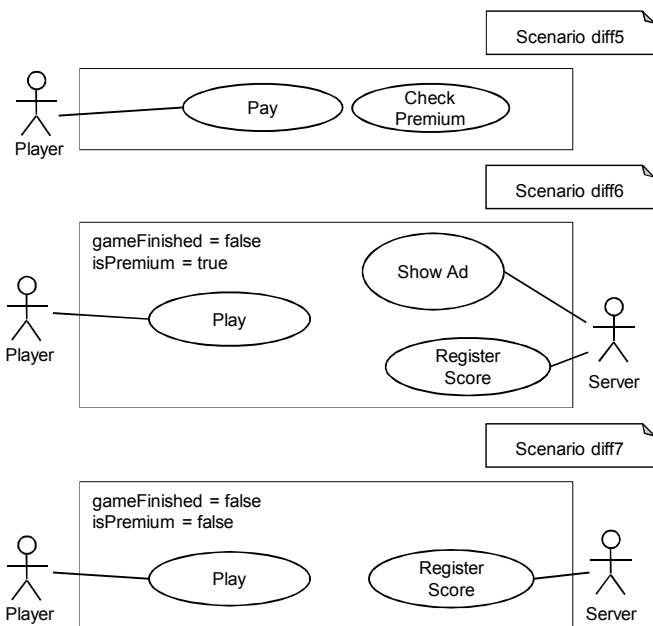 Scenario diff5
Pay
Check
Premium
Player
Scenario diff6
gameFinished = false
isPremium = true
Show Ad
Play
Player
Register
Score
Server
Scenario diff7
gameFinished = false
isPremium = false
Play
Register
Score
Player
Server